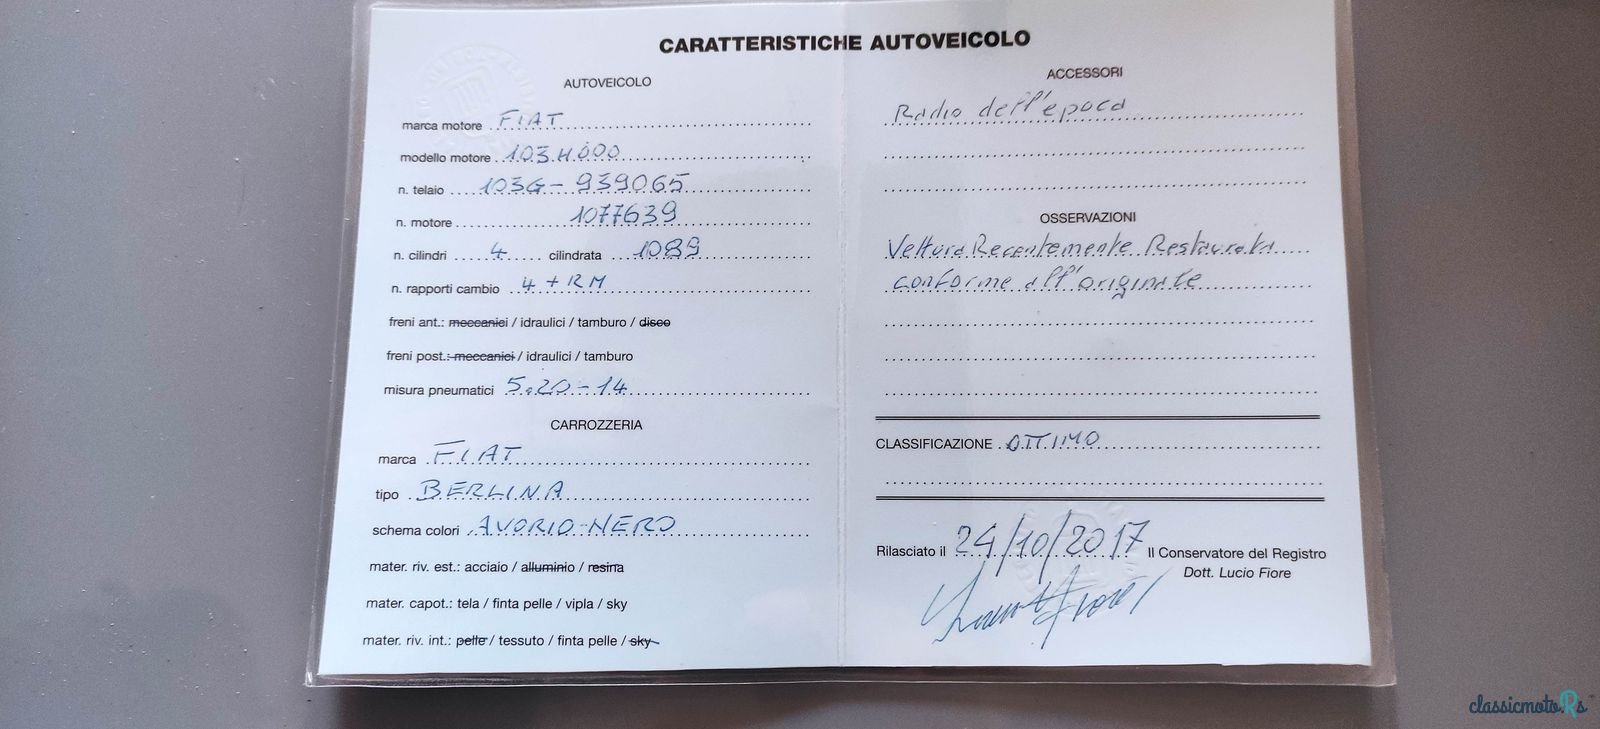 CARATTERISTICHE AUTOVEICOLO
AUTOVEICOLO
marca motore FIAT
modello motore 103H000
n. telaio 103G-939065
n. motore 1077639
n. cilindri 4 cilindrata 1089
n. rapporti cambio 4 + RM
freni ant.: meccanici / idraulici / tamburo / disco
freni post.: meccanici / idraulici / tamburo
misura pneumatici 5.20-14
CARROZZERIA
marca FIAT
tipo BERLINA
schema colori AVORIO-NERO
mater. riv. est.: acciaio / alluminio / resina
mater. capot.: tela / finta pelle / vipla / sky
mater. riv. int.: pelle / tessuto / finta pelle / sky
ACCESSORI
Radio dell'epoca
OSSERVAZIONI
Vettura Recentemente Restaurata
conforme all'originale
CLASSIFICAZIONE OTTIMO
Rilasciato il 24/10/2017 Il Conservatore del Registro
Dott. Lucio Fiore
classicmotoRs